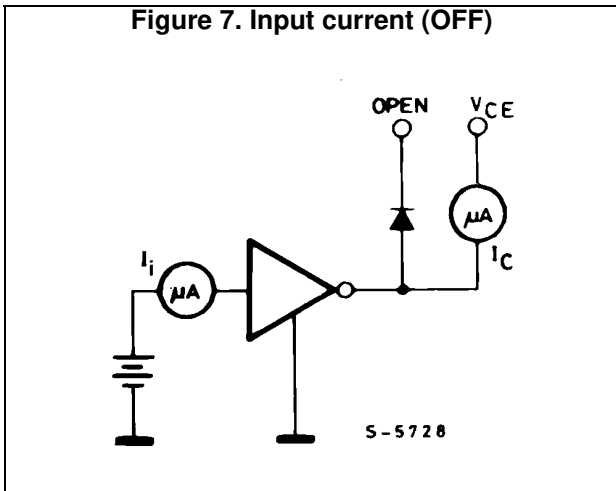 Figure 7. Input current (OFF)
OPEN
VCE
μA
IC
Ii
μA
S-5728